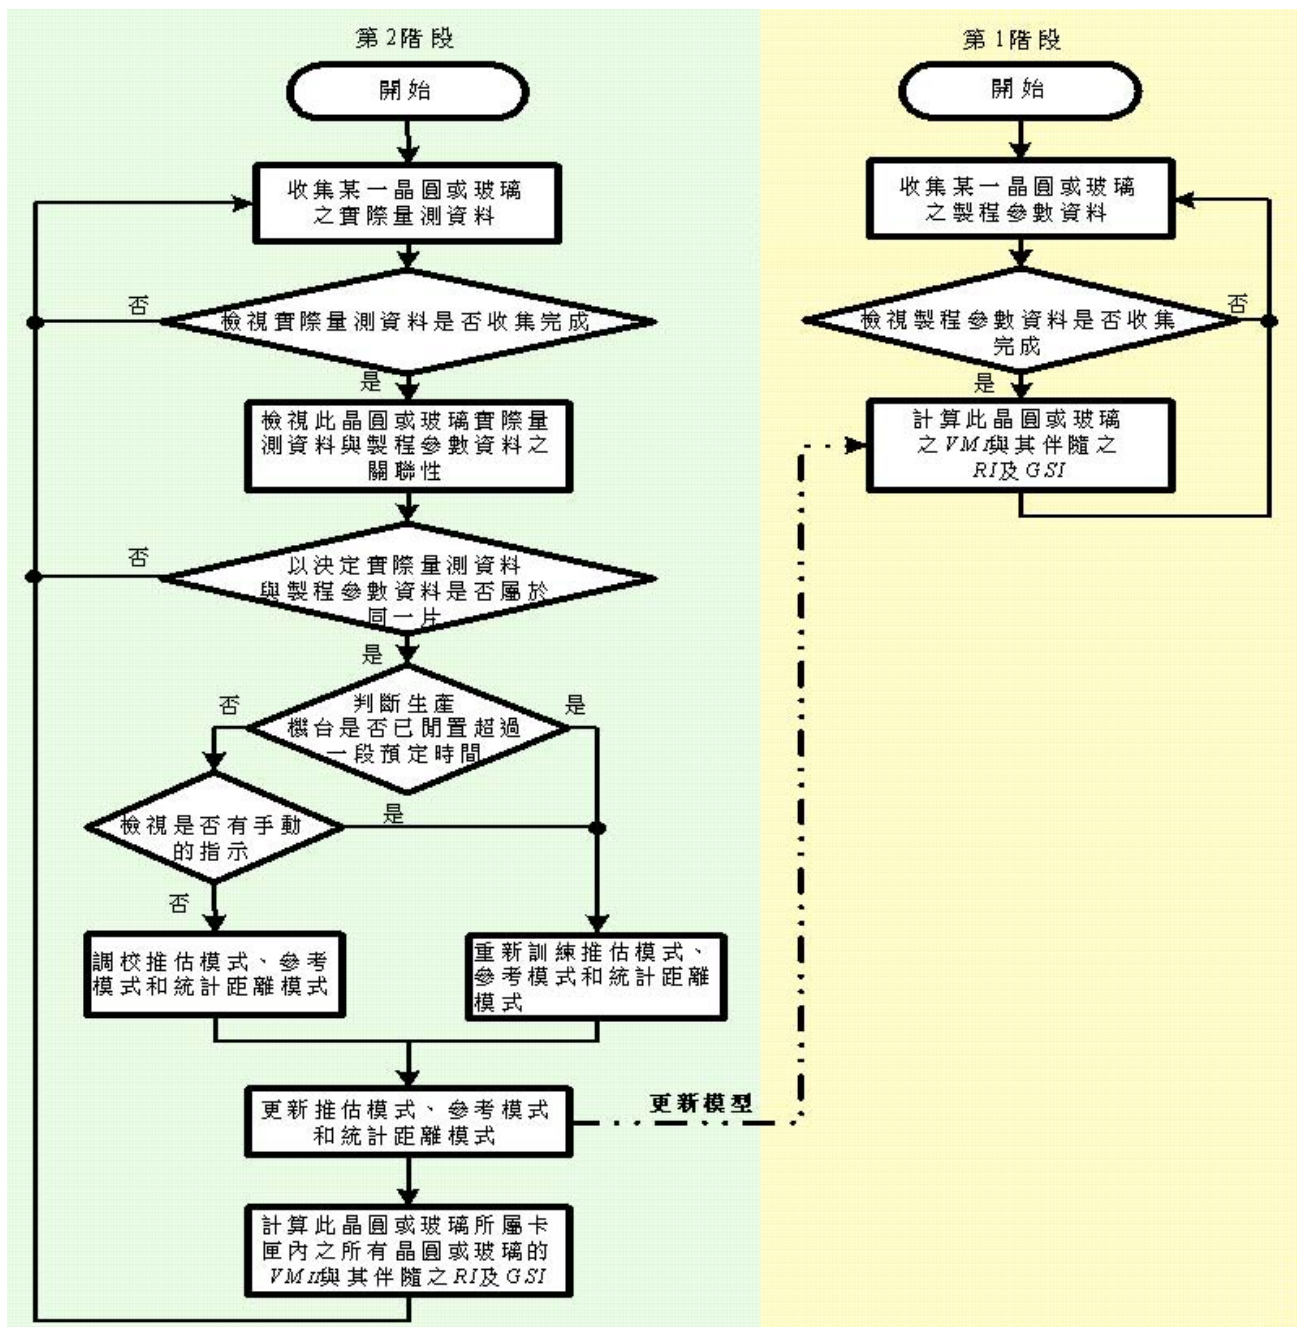 第2階段
開始
收集某一晶圓或玻璃
之實際量測資料
否
檢視實際量測資料是否收集完成
是
檢視此晶圓或玻璃實際量
測資料與製程參數資料之
關聯性
否
以決定實際量測資料
與製程參數資料是否屬於
同一片
是
否
判斷生產
機台是否已閒置超過
一段預定時間
是
檢視是否有手動
的指示
是
否
調校推估模式、參考
模式和統計距離模式
重新訓練推估模式、
參考模式和統計距離
模式
更新推估模式、參考模式
和統計距離模式
更新模型
計算此晶圓或玻璃所屬卡
匣內之所有晶圓或玻璃的
VMII與其伴隨之RI及GSI
第1階段
開始
收集某一晶圓或玻璃
之製程參數資料
檢視製程參數資料是否收集
完成
否
是
計算此晶圓或玻璃
之VMI與其伴隨之
RI及GSI